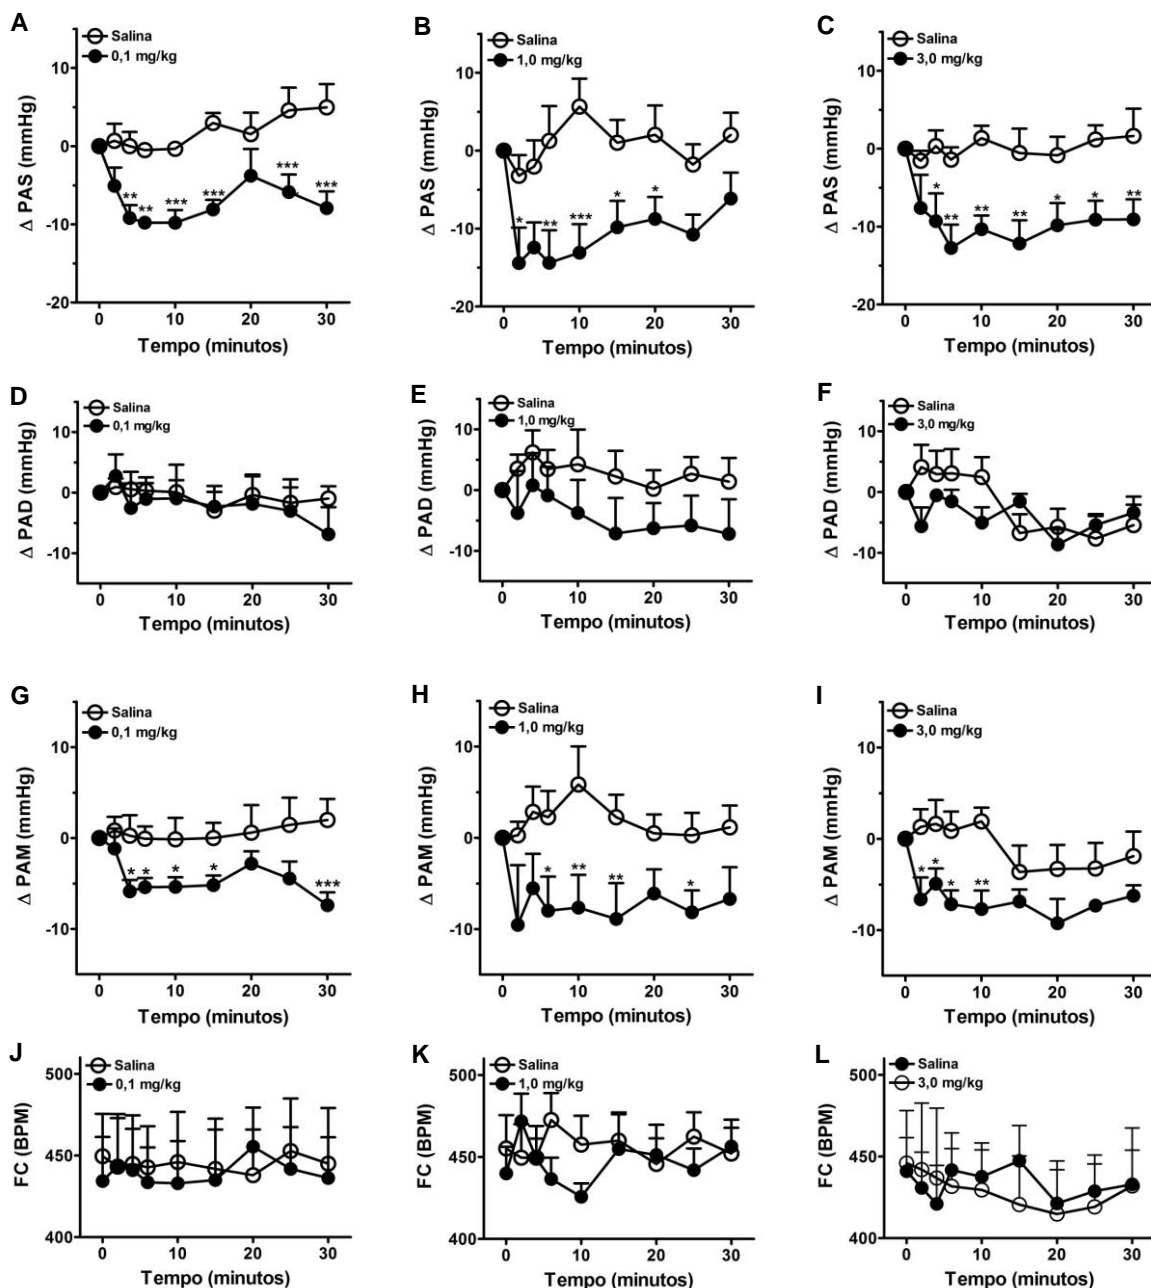 A
Salina
0,1 mg/kg
Δ PAS (mmHg)
10
0
-10
-20
** ** *** *** *** ***
0 10 20 30
Tempo (minutos)
B
Salina
1,0 mg/kg
Δ PAS (mmHg)
10
0
-10
-20
* ** *** * *
0 10 20 30
Tempo (minutos)
C
Salina
3,0 mg/kg
Δ PAS (mmHg)
10
0
-10
-20
* ** ** ** * * **
0 10 20 30
Tempo (minutos)
D
Salina
0,1 mg/kg
Δ PAD (mmHg)
10
0
-10
0 10 20 30
Tempo (minutos)
E
Salina
1,0 mg/kg
Δ PAD (mmHg)
10
0
-10
0 10 20 30
Tempo (minutos)
F
Salina
3,0 mg/kg
Δ PAD (mmHg)
10
0
-10
0 10 20 30
Tempo (minutos)
G
Salina
0,1 mg/kg
Δ PAM (mmHg)
10
0
-10
* * * * ***
0 10 20 30
Tempo (minutos)
H
Salina
1,0 mg/kg
Δ PAM (mmHg)
10
0
-10
* ** ** *
0 10 20 30
Tempo (minutos)
I
Salina
3,0 mg/kg
Δ PAM (mmHg)
10
0
-10
* * * **
0 10 20 30
Tempo (minutos)
J
Salina
0,1 mg/kg
FC (BPM)
500
450
400
0 10 20 30
Tempo (minutos)
K
Salina
1,0 mg/kg
FC (BPM)
500
450
400
0 10 20 30
Tempo (minutos)
L
Salina
3,0 mg/kg
FC (BPM)
500
450
400
0 10 20 30
Tempo (minutos)